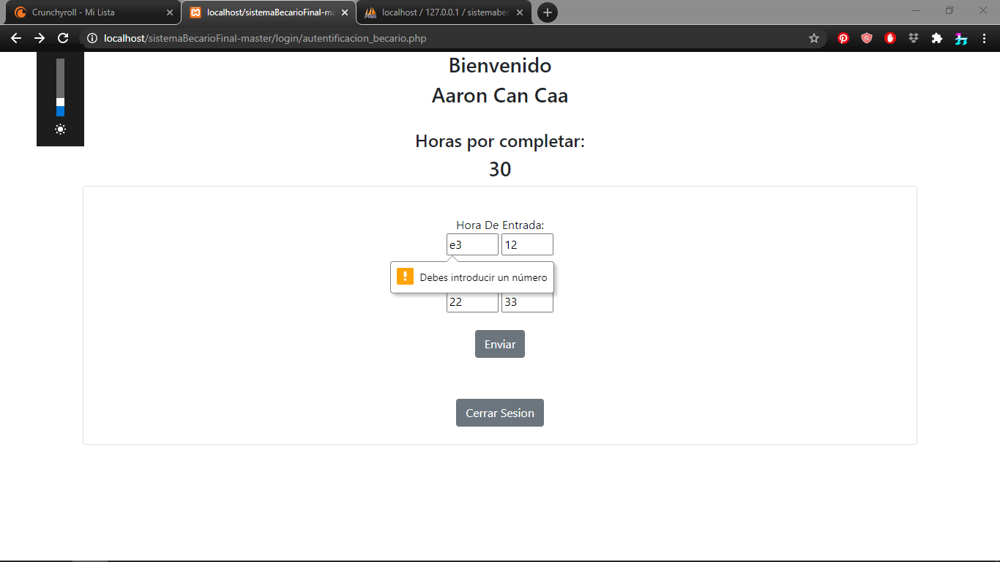 Crunchyroll - Mi Lista
localhost/sistemaBecarioFinal-ma
localhost / 127.0.0.1 / sistemabec
localhost/sistemaBecarioFinal-master/login/autentificacion_becario.php
Bienvenido
Aaron Can Caa
Horas por completar:
30
Hora De Entrada:
e3 12
Debes introducir un número
22 33
Enviar
Cerrar Sesion